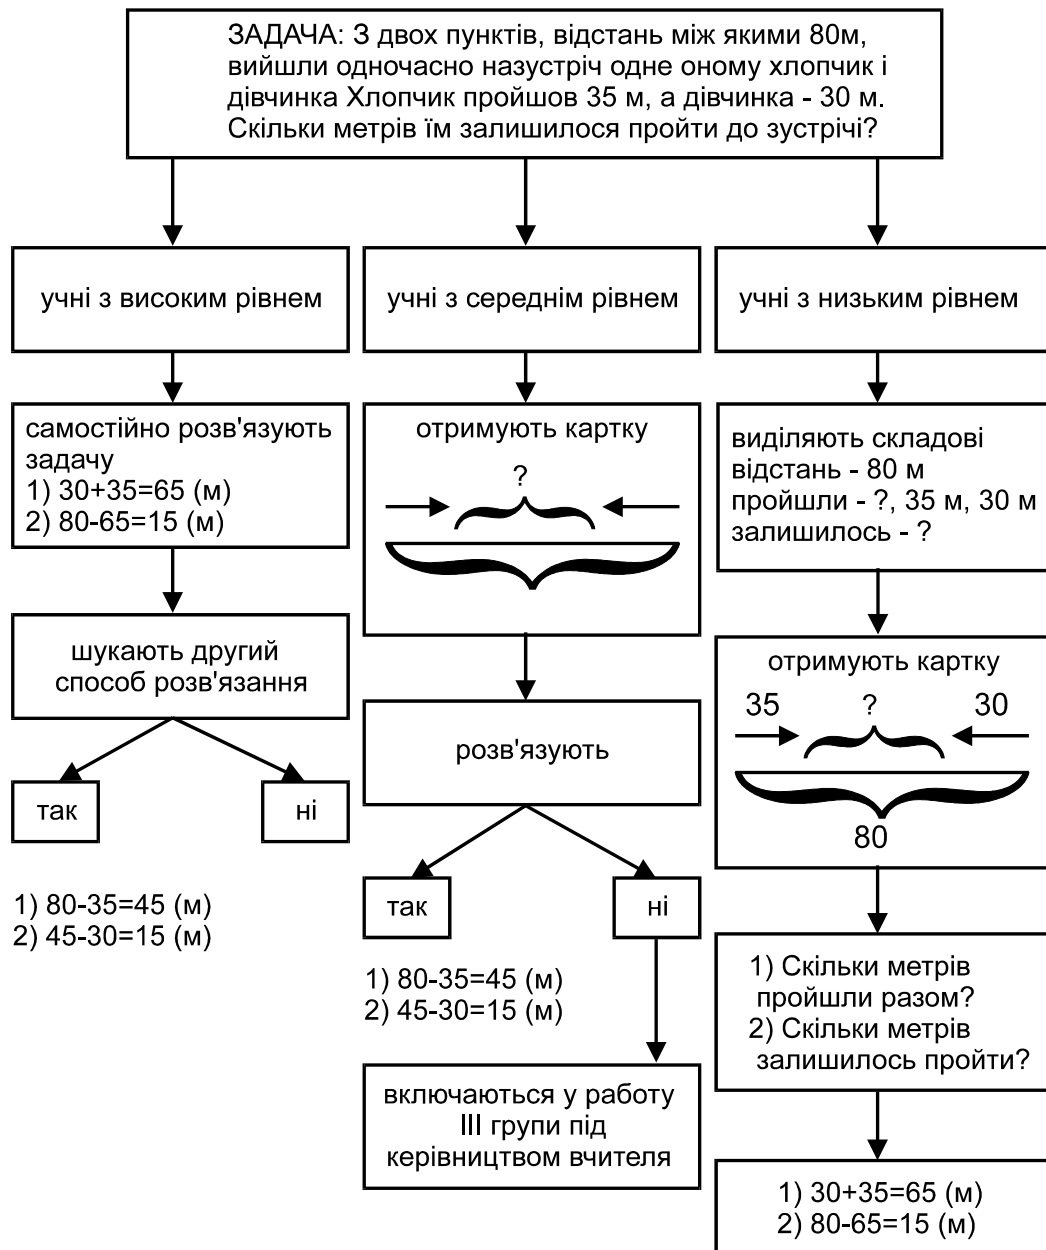 ЗАДАЧА: З двох пунктів, відстань між якими 80м,
вийшли одночасно назустріч одне оному хлопчик і
дівчинка Хлопчик пройшов 35 м, а дівчинка - 30 м.
Скільки метрів їм залишилося пройти до зустрічі?
учні з високим рівнем
самостійно розв'язують
задачу
1) 30+35=65 (м)
2) 80-65=15 (м)
шукають другий
спосіб розв'язання
так
ні
1) 80-35=45 (м)
2) 45-30=15 (м)
учні з середнім рівнем
отримують картку
?
розв'язують
так
ні
1) 80-35=45 (м)
2) 45-30=15 (м)
включаються у работу
III групи під
керівництвом вчителя
учні з низьким рівнем
виділяють складові
відстань - 80 м
пройшли - ?, 35 м, 30 м
залишилось - ?
отримують картку
35 ? 30
80
1) Скільки метрів
пройшли разом?
2) Скільки метрів
залишилось пройти?
1) 30+35=65 (м)
2) 80-65=15 (м)